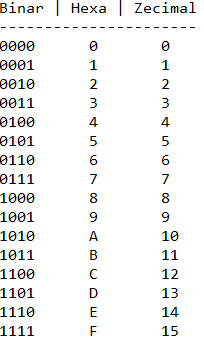 Binar | Hexa | Zecimal
----------------------
0000 0 0
0001 1 1
0010 2 2
0011 3 3
0100 4 4
0101 5 5
0110 6 6
0111 7 7
1000 8 8
1001 9 9
1010 A 10
1011 B 11
1100 C 12
1101 D 13
1110 E 14
1111 F 15